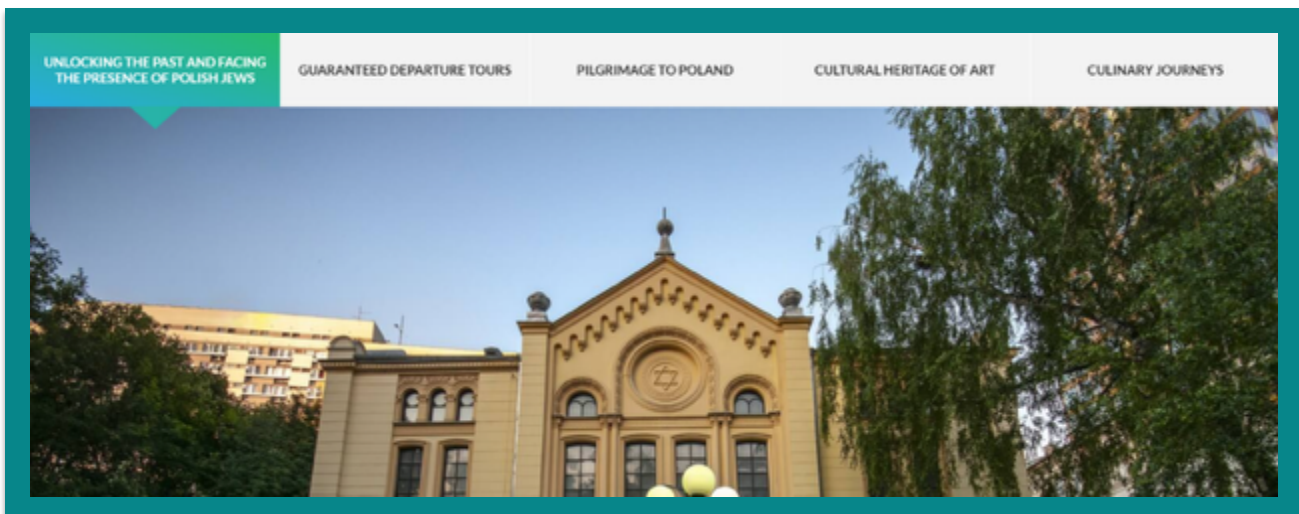 UNLOCKING THE PAST AND FACING
THE PRESENCE OF POLISH JEWS
GUARANTEED DEPARTURE TOURS
PILGRIMAGE TO POLAND
CULTURAL HERITAGE OF ART
CULINARY JOURNEYS